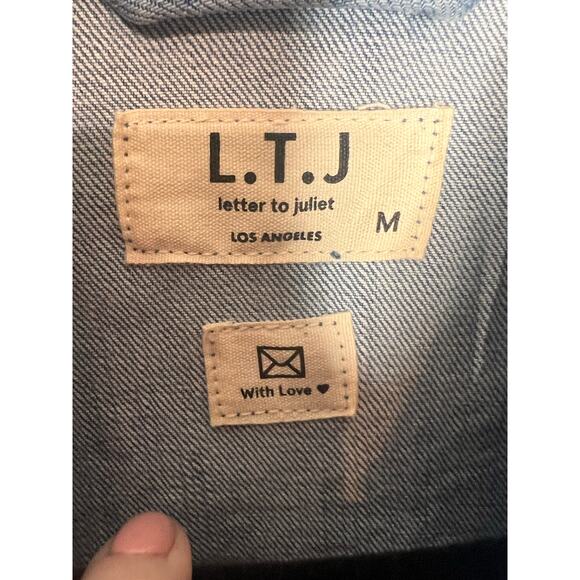 L.T.J
letter to juliet
LOS ANGELES
M
With Love ♥